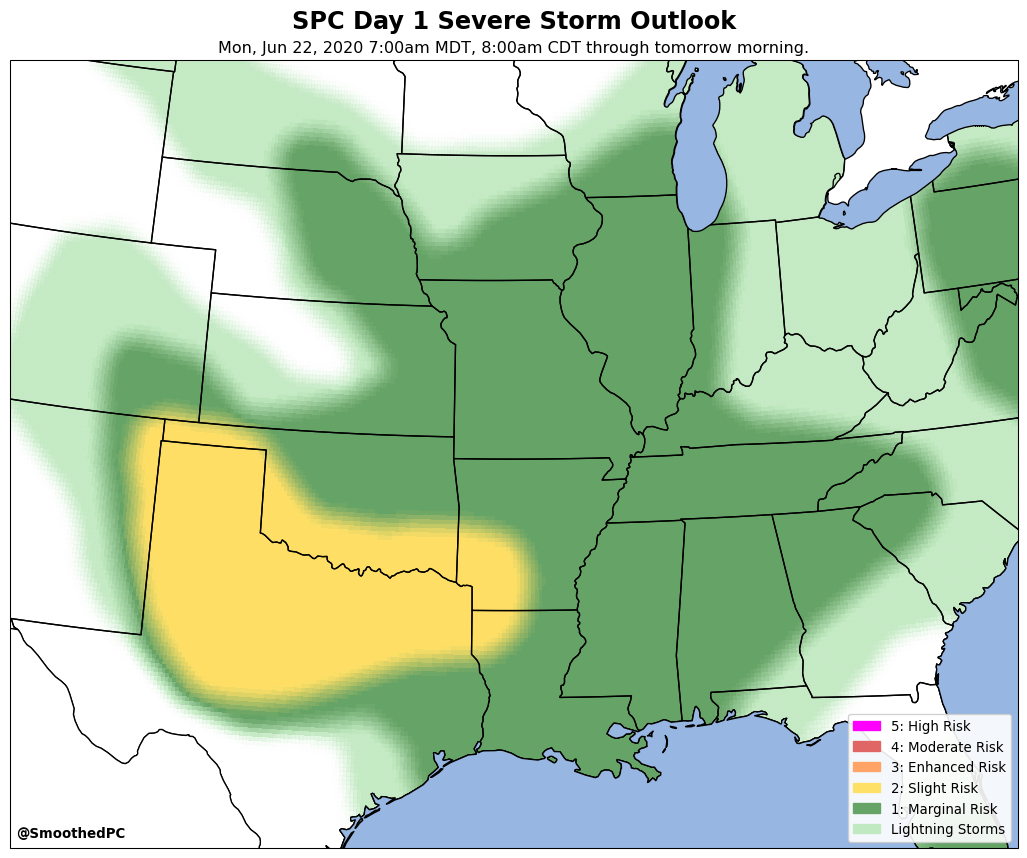 SPC Day 1 Severe Storm Outlook
Mon, Jun 22, 2020 7:00am MDT, 8:00am CDT through tomorrow morning.
5: High Risk
4: Moderate Risk
3: Enhanced Risk
2: Slight Risk
1: Marginal Risk
Lightning Storms
@SmoothedPC